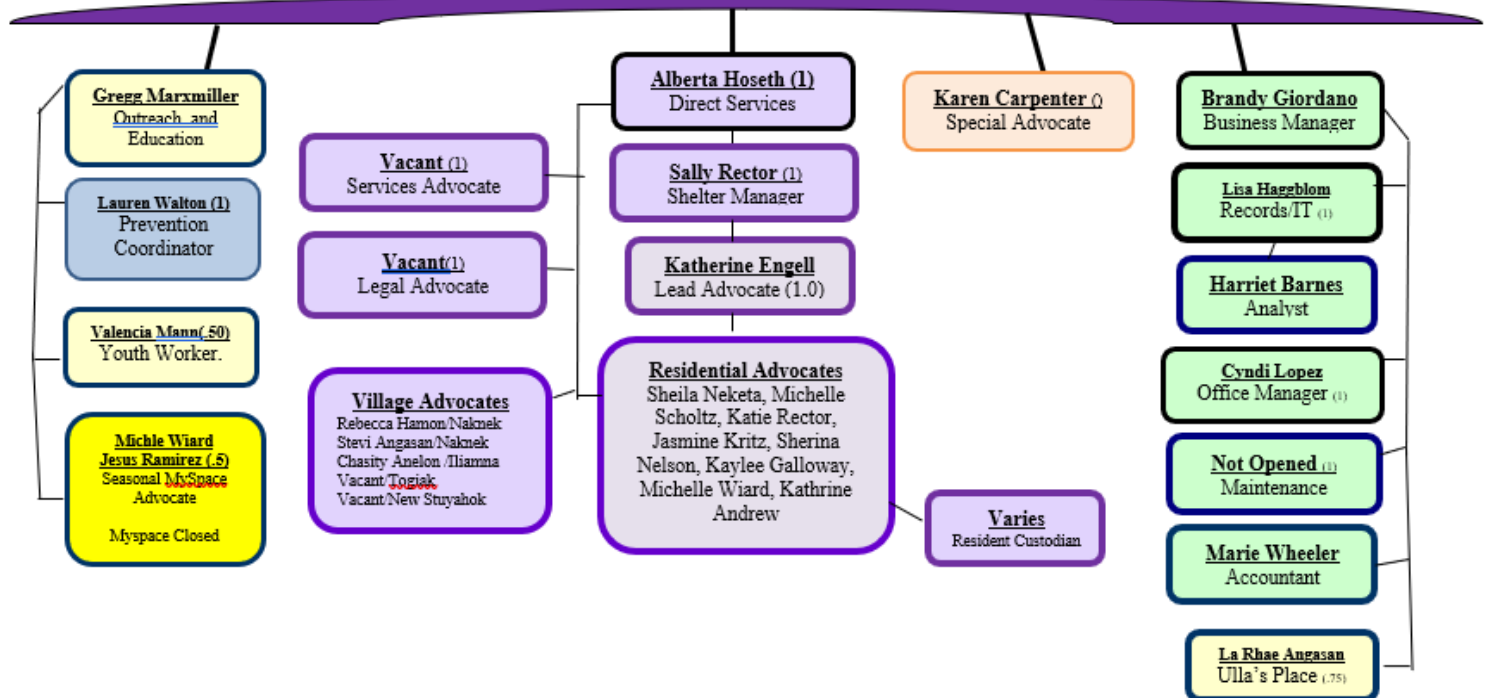 Gregg Marxmiller
Outreach and
Education
Lauren Walton (1)
Prevention
Coordinator
Valencia Mann(.50)
Youth Worker.
Michle Wiard
Jesus Ramirez (.5)
Seasonal MySpace
Advocate
Myspace Closed
Vacant (1)
Services Advocate
Vacant(1)
Legal Advocate
Village Advocates
Rebecca Hamon/Naknek
Stevi Angasan/Naknek
Chasity Anelon /Iliamna
Vacant/Togiak
Vacant/New Stuyahok
Alberta Hoseth (1)
Direct Services
Sally Rector (1)
Shelter Manager
Katherine Engell
Lead Advocate (1.0)
Residential Advocates
Sheila Neketa, Michelle
Scholtz, Katie Rector,
Jasmine Kritz, Sherina
Nelson, Kaylee Galloway,
Michelle Wiard, Kathrine
Andrew
Varies
Resident Custodian
Karen Carpenter ()
Special Advocate
Brandy Giordano
Business Manager
Lisa Haggblom
Records/IT (1)
Harriet Barnes
Analyst
Cyndi Lopez
Office Manager (1)
Not Opened (1)
Maintenance
Marie Wheeler
Accountant
La Rhae Angasan
Ulla's Place (.75)